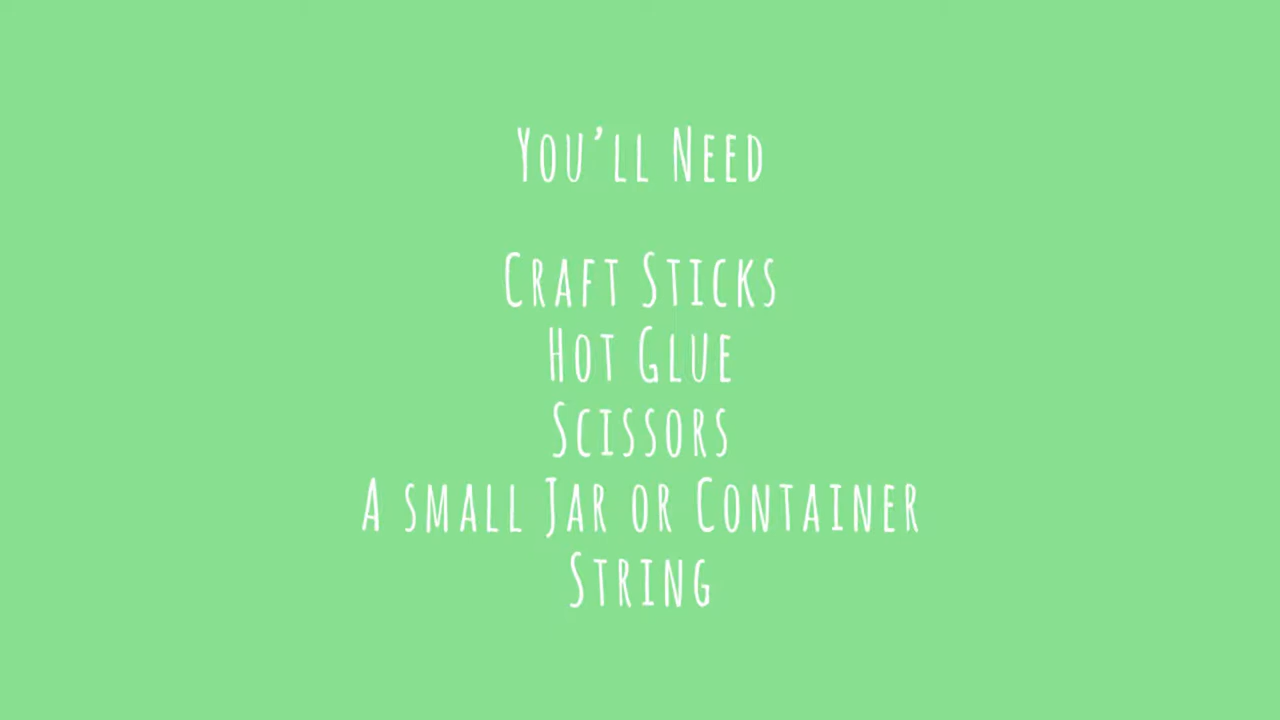 You'll Need
Craft Sticks
Hot Glue
Scissors
A small Jar or Container
String